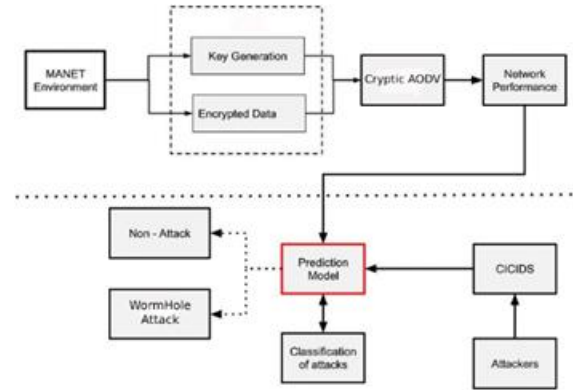 MANET
Environment
Key Generation
Encrypted Data
Cryptic AODV
Network
Performance
Non - Attack
WormHole
Attack
Prediction
Model
Classification
of attacks
CiCIDS
Attackers